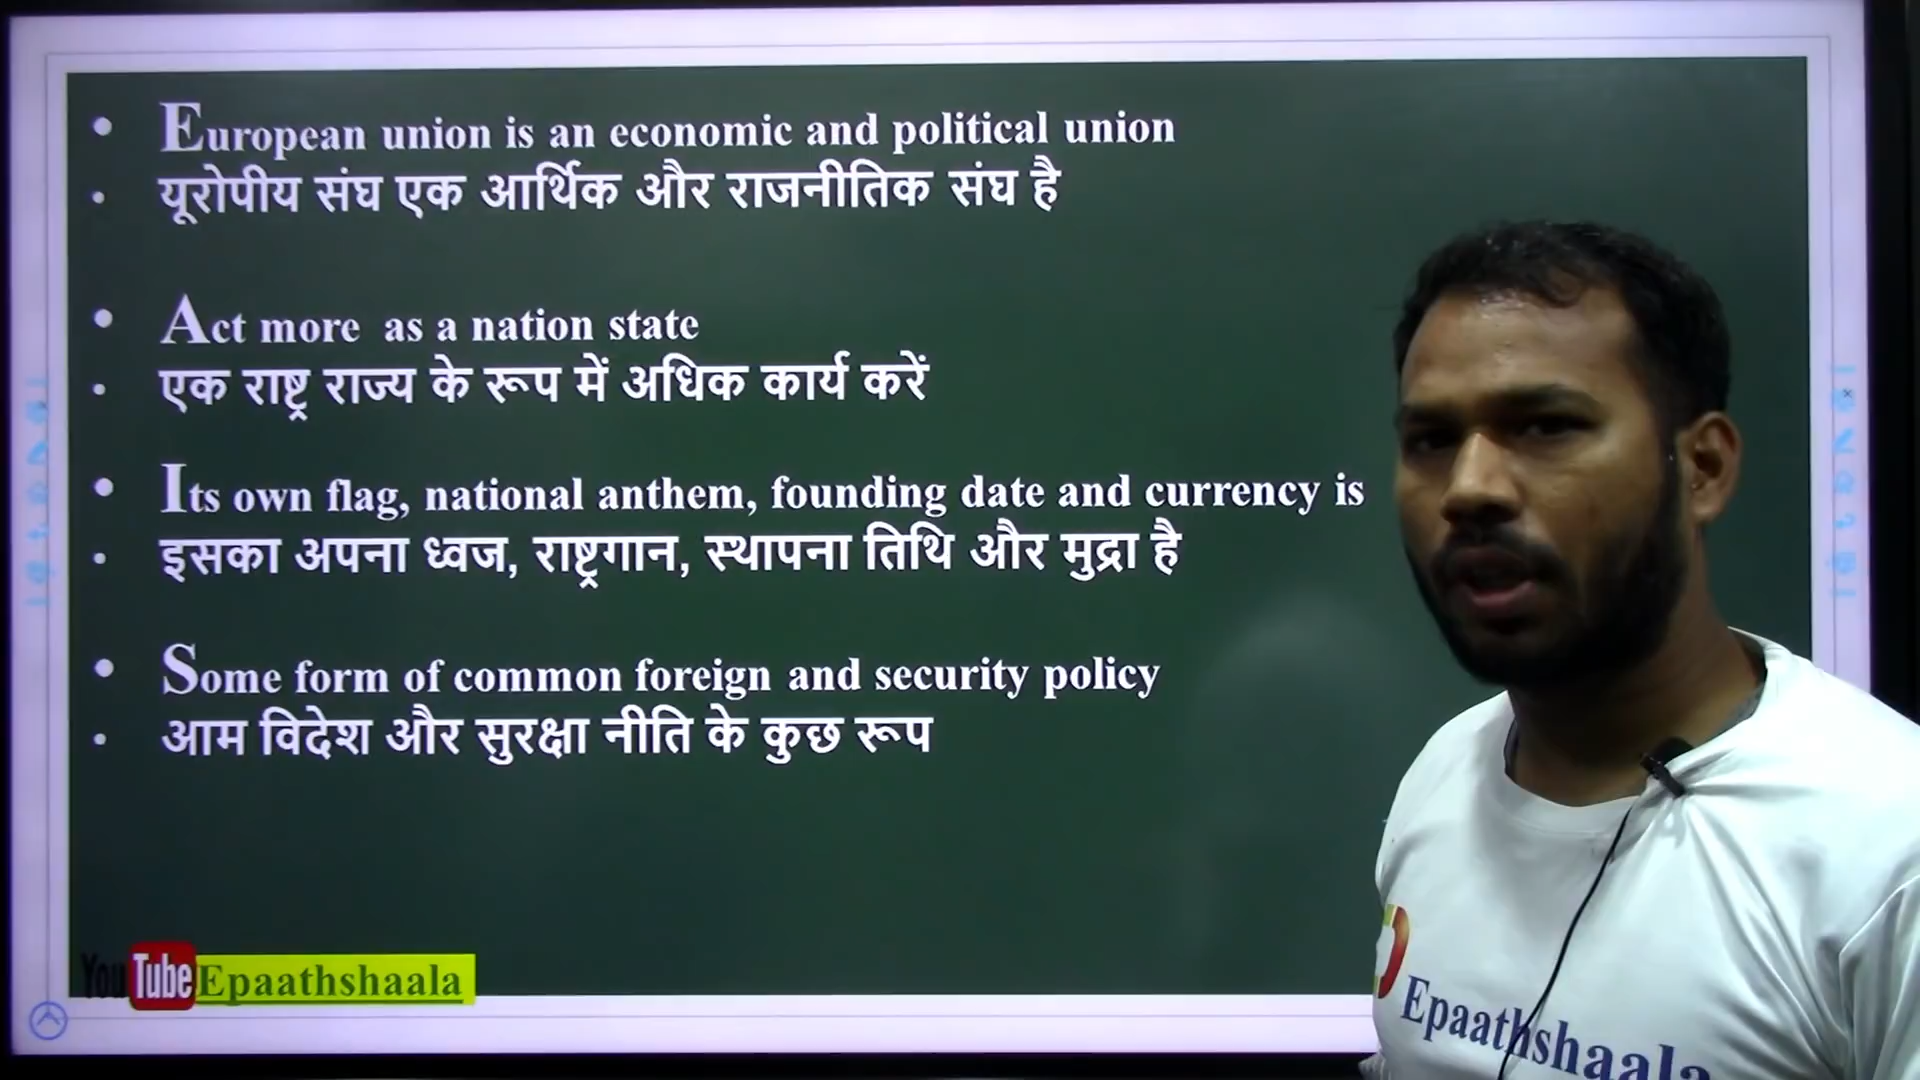 European union is an economic and political union
यूरोपीय संघ एक आर्थिक और राजनीतिक संघ है
Act more as a nation state
एक राष्ट्र राज्य के रूप में अधिक कार्य करें
Its own flag, national anthem, founding date and currency is
इसका अपना ध्वज, राष्ट्रगान, स्थापना तिथि और मुद्रा है
Some form of common foreign and security policy
आम विदेश और सुरक्षा नीति के कुछ रूप
YouTube Epaathshaala
Epaathshaala